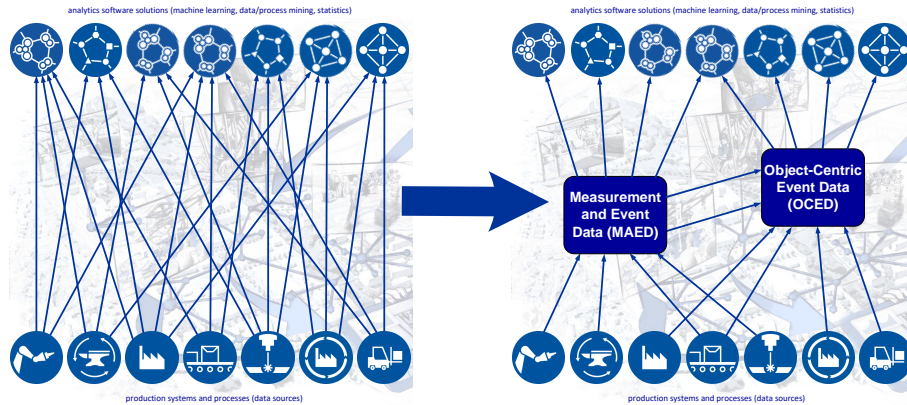 analytics software solutions (machine learning, data/process mining, statistics)
production systems and processes (data sources)
analytics software solutions (machine learning, data/process mining, statistics)
Measurement
and Event
Data (MAED)
Object-Centric
Event Data
(OCED)
production systems and processes (data sources)